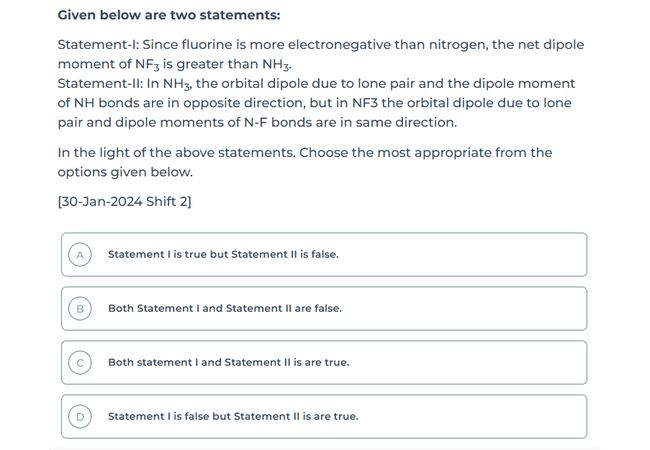 Given below are two statements:
Statement-I: Since fluorine is more electronegative than nitrogen, the net dipole
moment of NF₃ is greater than NH₃.
Statement-II: In NH₃, the orbital dipole due to lone pair and the dipole moment
of NH bonds are in opposite direction, but in NF3 the orbital dipole due to lone
pair and dipole moments of N-F bonds are in same direction.
In the light of the above statements. Choose the most appropriate from the
options given below.
[30-Jan-2024 Shift 2]
A Statement I is true but Statement II is false.
B Both Statement I and Statement II are false.
C Both statement I and Statement II is are true.
D Statement I is false but Statement II is are true.